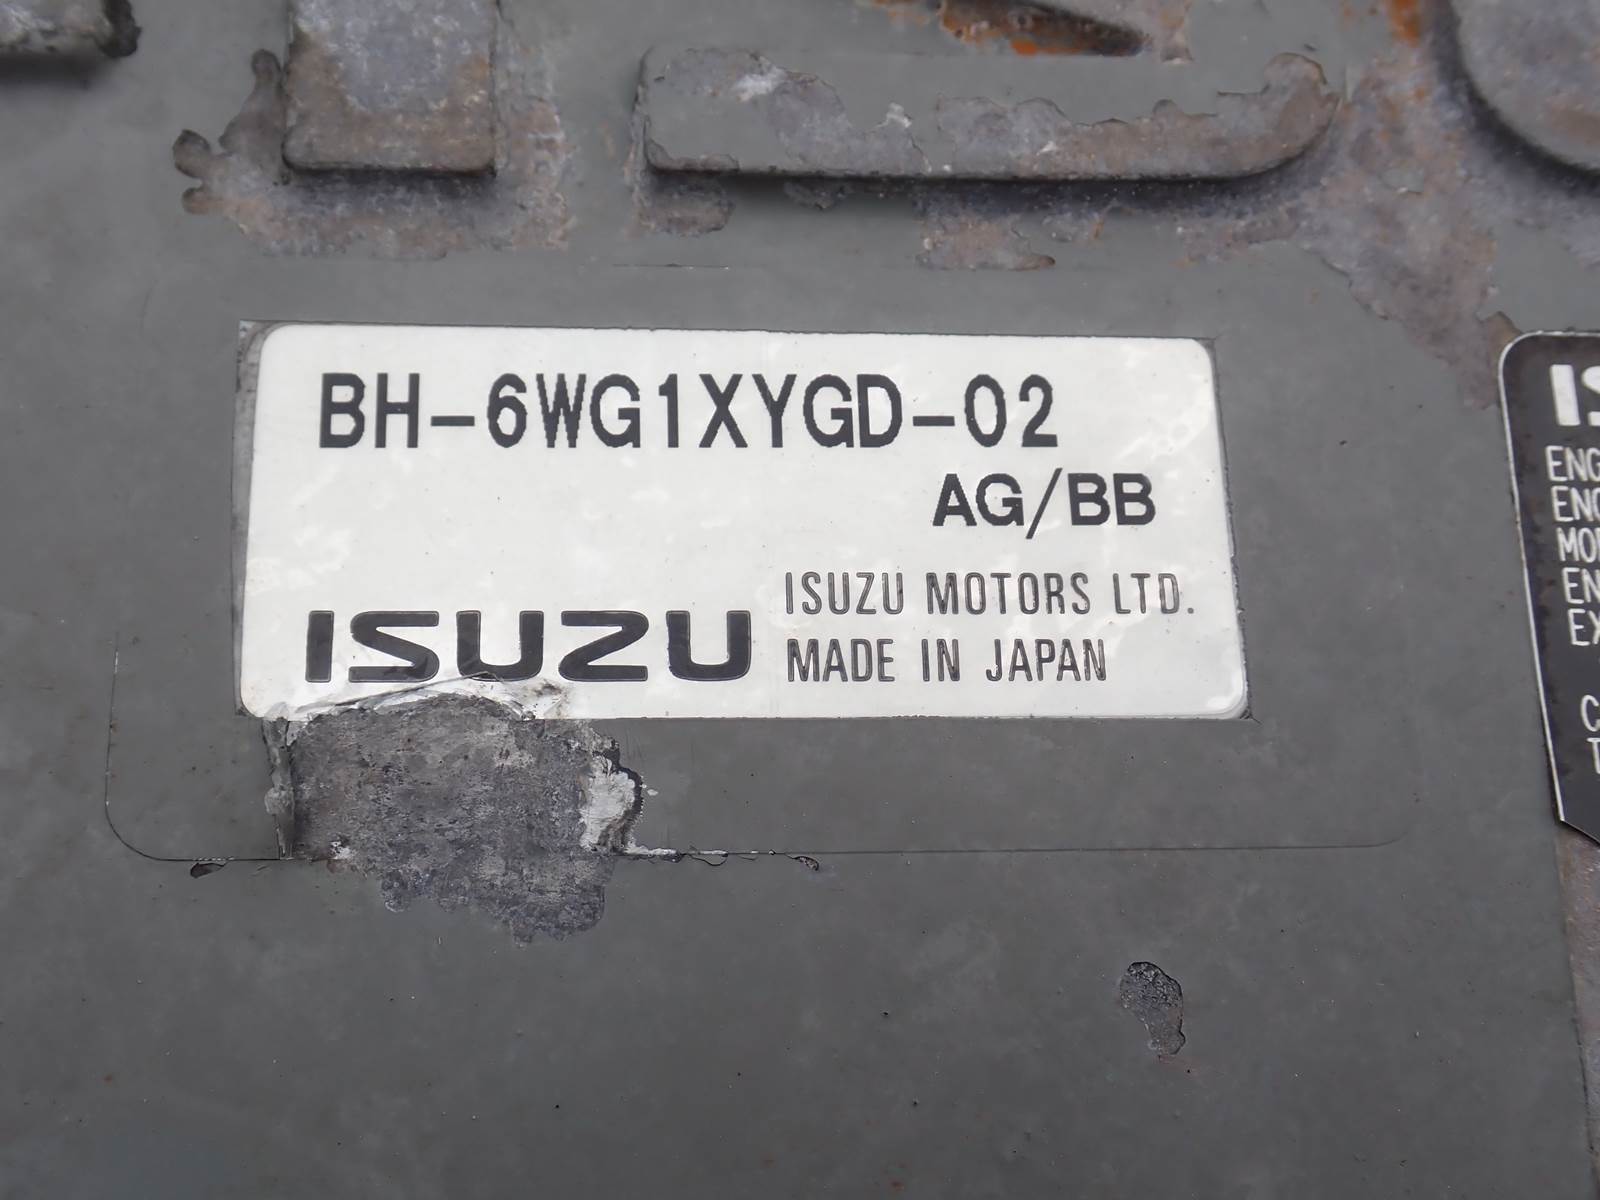 BH-6WG1XYGD-02
AG/BB
ISUZU
ISUZU MOTORS LTD.
MADE IN JAPAN